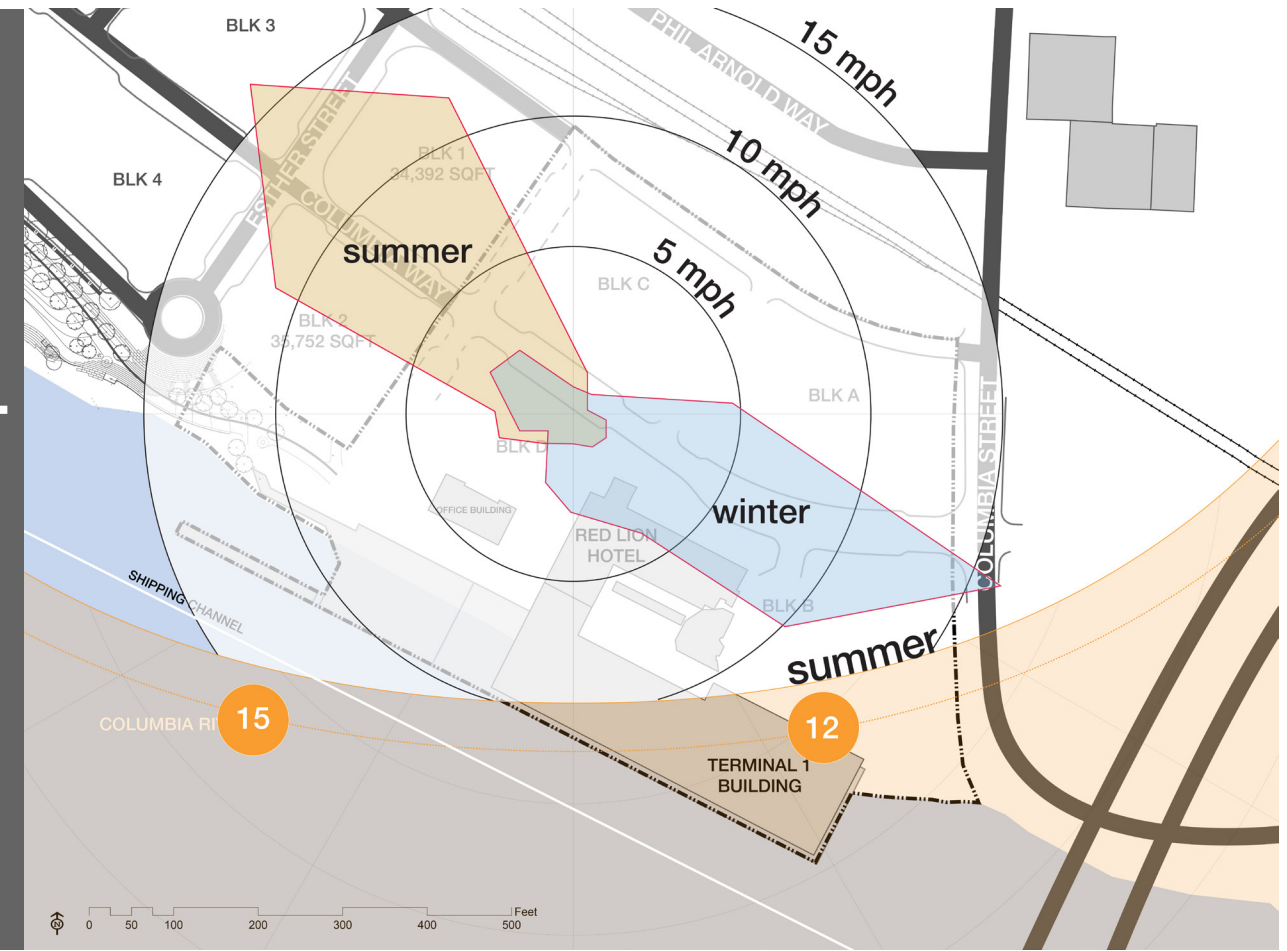 BLK 3
PHIL ARNOLD WAY
15 mph
10 mph
BLK 1
34,392 SQFT
BLK 4
ESTHER STREET
COLUMBIA WAY
summer
5 mph
BLK C
BLK 2
35,752 SQFT
BLK A
BLK D
COLUMBIA STREET
OFFICE BUILDING
winter
RED LION
HOTEL
BLK B
SHIPPING CHANNEL
summer
15
COLUMBIA RI
12
TERMINAL 1
BUILDING
N
Feet
0 50 100 200 300 400 500